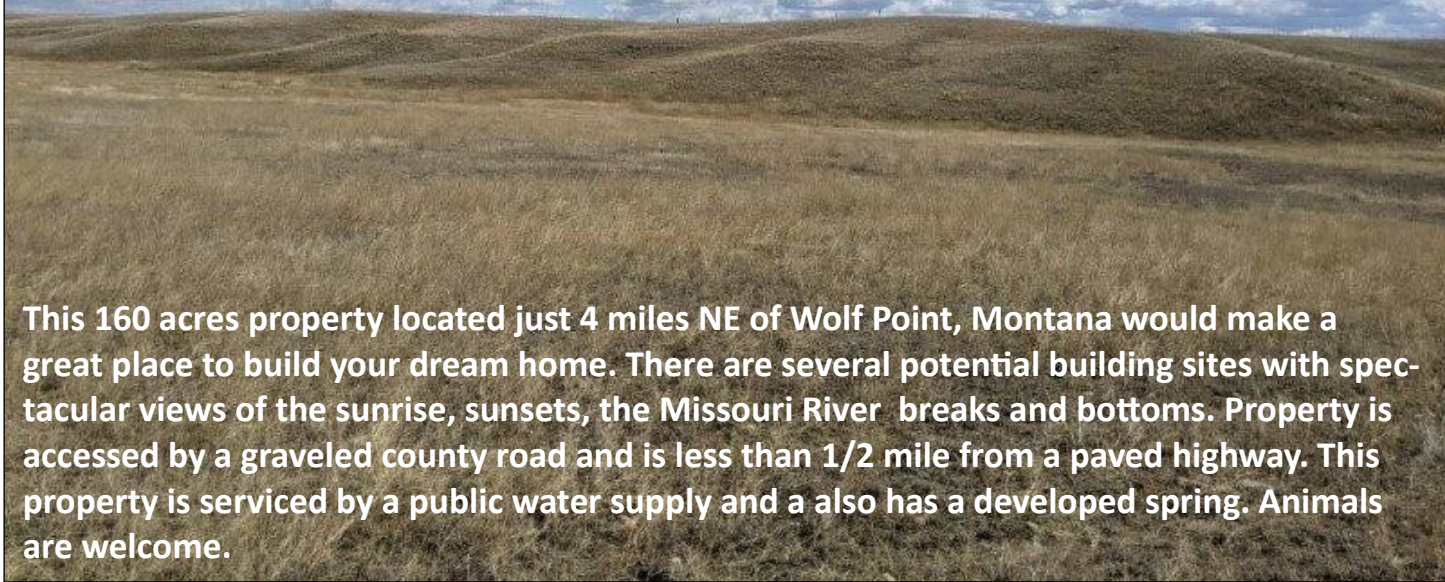 This 160 acres property located just 4 miles NE of Wolf Point, Montana would make a
great place to build your dream home. There are several potential building sites with spec-
tacular views of the sunrise, sunsets, the Missouri River  breaks and bottoms. Property is
accessed by a graveled county road and is less than 1/2 mile from a paved highway. This
property is serviced by a public water supply and a also has a developed spring. Animals
are welcome.